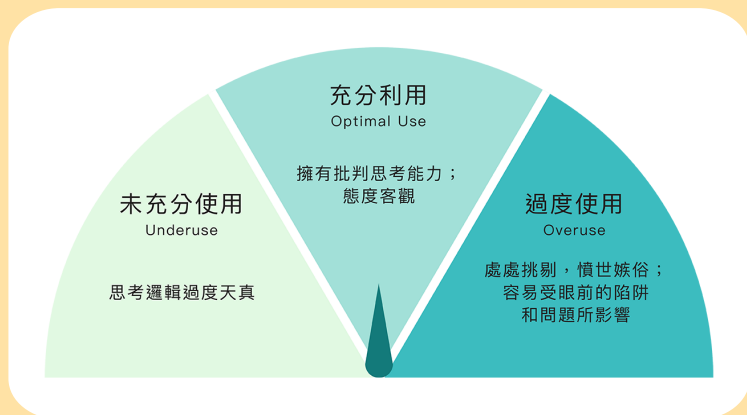 充分利用
Optimal Use
擁有批判思考能力；
態度客觀
未充分使用
Underuse
思考邏輯過度天真
過度使用
Overuse
處處挑剔，憤世嫉俗；
容易受眼前的陷阱
和問題所影響